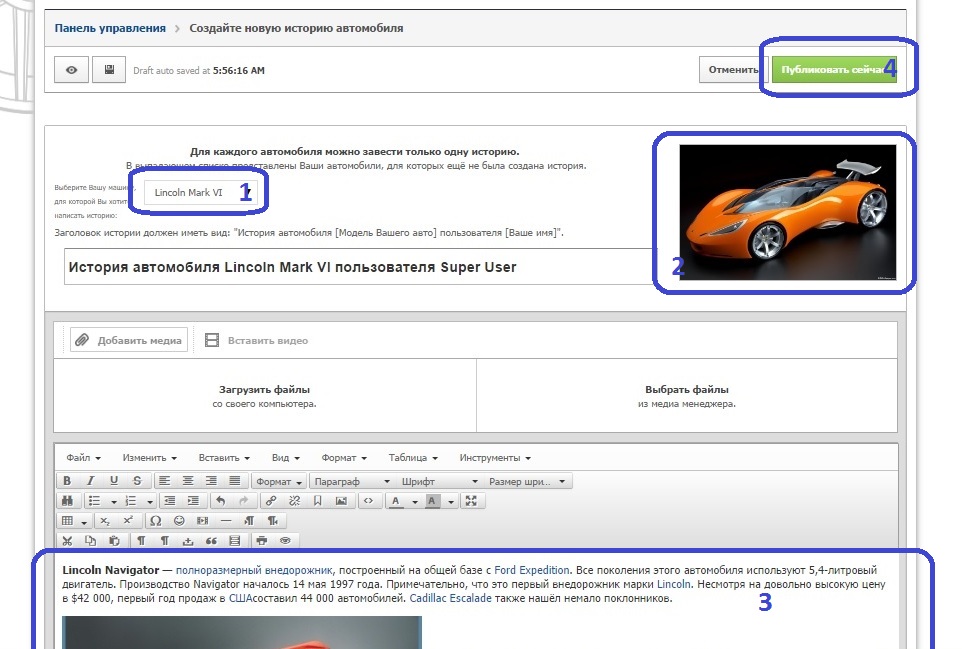 Панель управления > Создайте новую историю автомобиля
Draft auto saved at 5:56:16 AM
Отменить
Публиковать сейчас 4
Для каждого автомобиля можно завести только одну историю.
В выпадающем списке представлены Ваши автомобили, для которых ещё не была создана история.
Выберите Вашу машину,
для которой Вы хотите
написать историю:
Lincoln Mark VI 1
Заголовок истории должен иметь вид: "История автомобиля [Модель Вашего авто] пользователя [Ваше имя]".
История автомобиля Lincoln Mark VI пользователя Super User
2
Добавить медиа Вставить видео
Загрузить файлы
со своего компьютера.
Выбрать файлы
из медиа менеджера.
Файл Изменить Вставить Вид Формат Таблица Инструменты
B I U S Формат Параграф Шрифт Размер шри...
A A
Lincoln Navigator — полноразмерный внедорожник, построенный на общей базе с Ford Expedition. Все поколения этого автомобиля используют 5,4-литровый
двигатель. Производство Navigator началось 14 мая 1997 года. Примечательно, что это первый внедорожник марки Lincoln. Несмотря на довольно высокую цену
в $42 000, первый год продаж в СШАсоставил 44 000 автомобилей. Cadillac Escalade также нашёл немало поклонников.
3